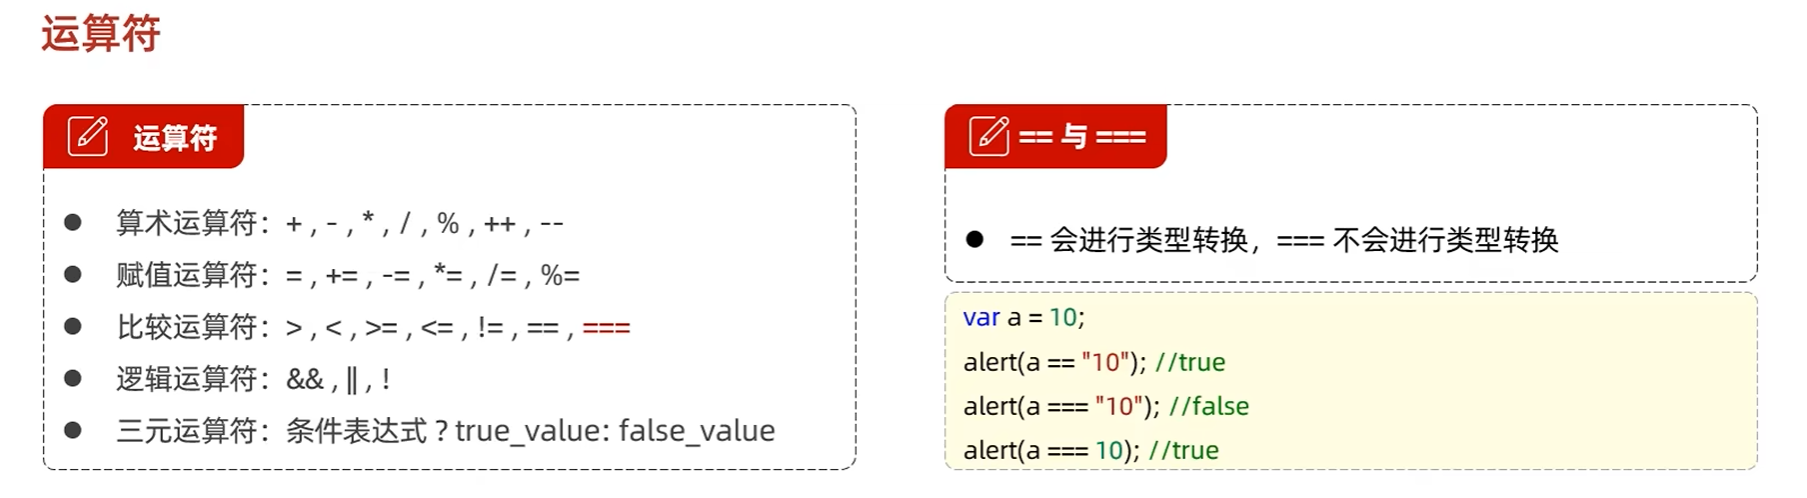 运算符
运算符
算术运算符：+ , - , * , / , % , ++ , --
赋值运算符：= , += , -= , *= , /= , %=
比较运算符：> , < , >= , <= , != , == , ===
逻辑运算符：&& , || , !
三元运算符：条件表达式 ? true_value: false_value
== 与 ===
== 会进行类型转换，=== 不会进行类型转换
var a = 10;
alert(a == "10"); //true
alert(a === "10"); //false
alert(a === 10); //true